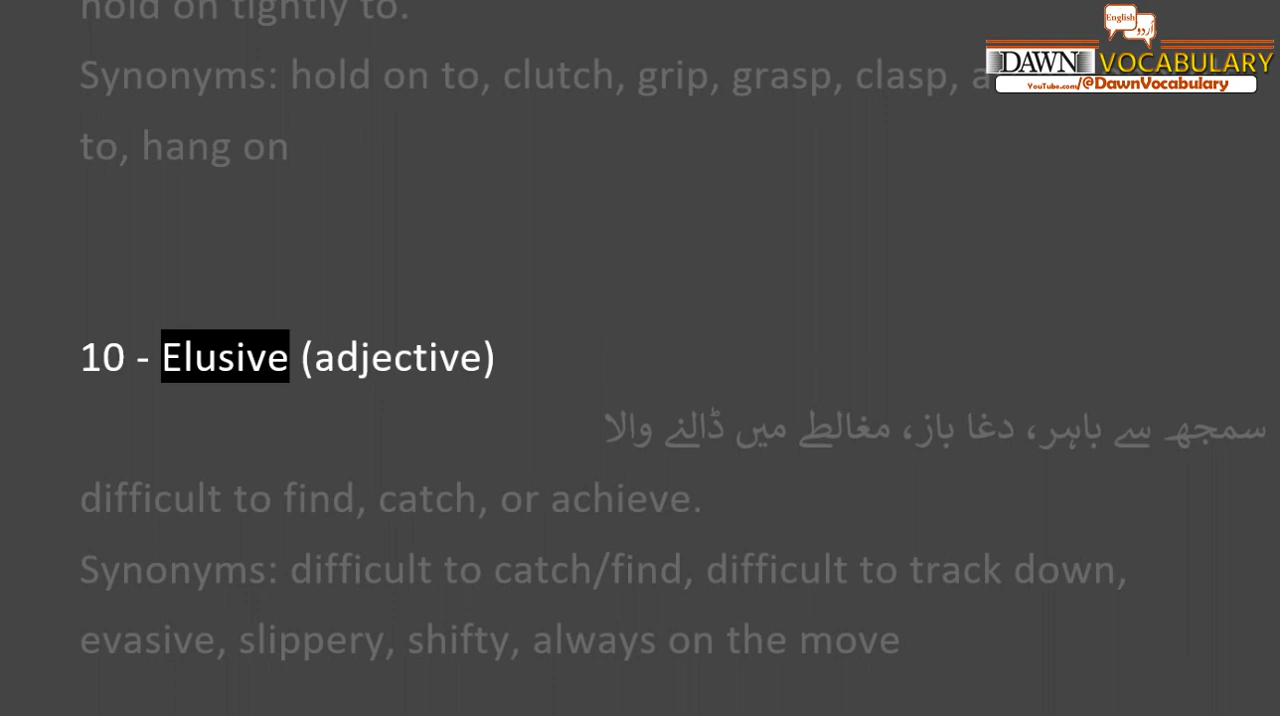 hold on tightly to.
Synonyms: hold on to, clutch, grip, grasp, clasp,
to, hang on
10 - Elusive (adjective)
سمجھ سے باہر، دغا باز، مغالطے میں ڈالنے والا
difficult to find, catch, or achieve.
Synonyms: difficult to catch/find, difficult to track down,
evasive, slippery, shifty, always on the move
English
اُردو
DAWN VOCABULARY
YouTube.com/@DawnVocabulary